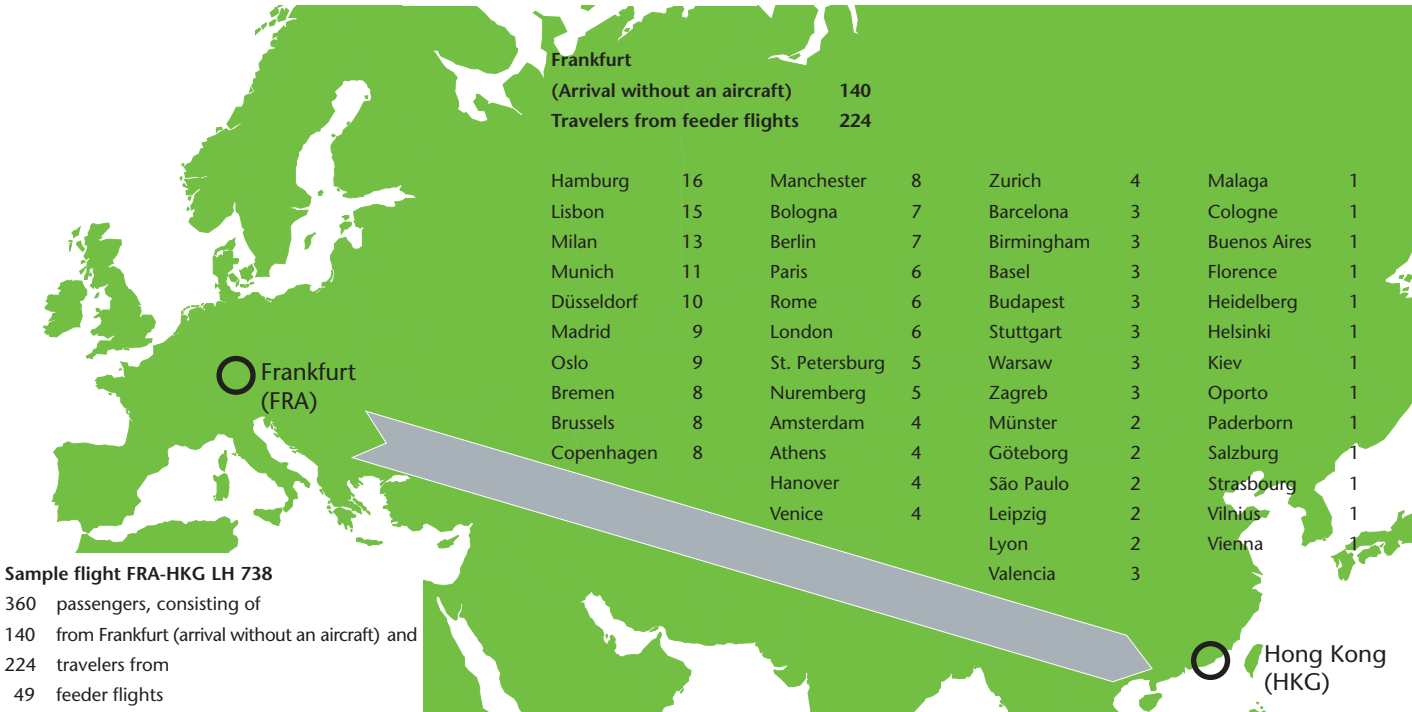 Frankfurt
(Arrival without an aircraft) 140
Travelers from feeder flights 224
Hamburg 16
Lisbon 15
Milan 13
Munich 11
Düsseldorf 10
Madrid 9
Oslo 9
Bremen 8
Brussels 8
Copenhagen 8
Manchester 8
Bologna 7
Berlin 7
Paris 6
Rome 6
London 6
St. Petersburg 5
Nuremberg 5
Amsterdam 4
Athens 4
Hanover 4
Venice 4
Zurich 4
Barcelona 3
Birmingham 3
Basel 3
Budapest 3
Stuttgart 3
Warsaw 3
Zagreb 3
Münster 2
Göteborg 2
São Paulo 2
Leipzig 2
Lyon 2
Valencia 3
Malaga 1
Cologne 1
Buenos Aires 1
Florence 1
Heidelberg 1
Helsinki 1
Kiev 1
Oporto 1
Paderborn 1
Salzburg 1
Strasbourg 1
Vilnius 1
Vienna 1
Frankfurt
(FRA)
Sample flight FRA-HKG LH 738
360 passengers, consisting of
140 from Frankfurt (arrival without an aircraft) and
224 travelers from
49 feeder flights
Hong Kong
(HKG)